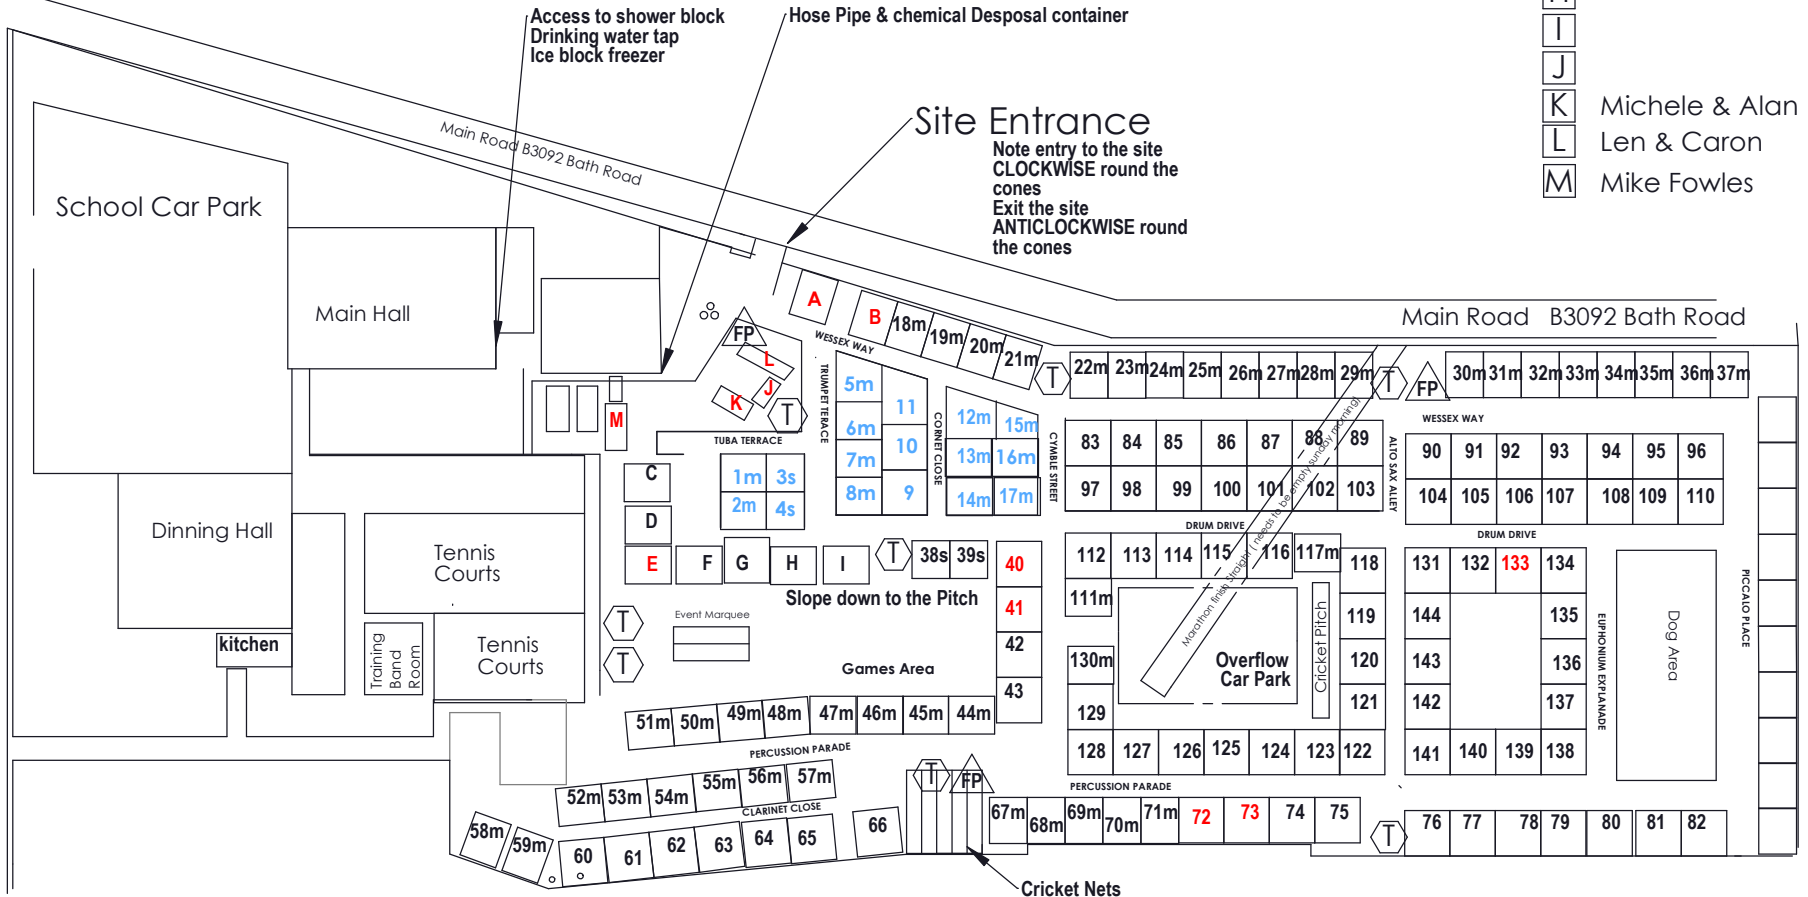 Access to shower block
Drinking water tap
Ice block freezer
Hose Pipe & chemical Desposal container
I
J
K Michele & Alan
L Len & Caron
M Mike Fowles
Site Entrance
Note entry to the site
CLOCKWISE round the
cones
Exit the site
ANTICLOCKWISE round
the cones
Main Road B3092 Bath Road
School Car Park
Main Hall
Main Road B3092 Bath Road
A
B
18m
19m
20m
21m
WESSEX WAY
FP
L
J
K
T
M
TRUMPET TERACE
TUBA TERRACE
5m
6m
7m
8m
11
10
9
CORNET CLOSE
12m
15m
13m
16m
14m
17m
T
22m
23m
24m
25m
26m
27m
28m
29m
T
FP
30m
31m
32m
33m
34m
35m
36m
37m
WESSEX WAY
CYMBLE STREET
83
84
85
86
87
88
89
ALTO SAX ALLEY
90
91
92
93
94
95
96
97
98
99
100
101
102
103
104
105
106
107
108
109
110
C
D
E
F
G
H
I
1m
3s
2m
4s
T
38s
39s
40
41
42
43
DRUM DRIVE
DRUM DRIVE
112
113
114
115
116
117m
118
111m
119
130m
120
129
121
128
127
126
125
124
123
122
Marathon finish Straight ( needs to be empty sunday morning)
Overflow
Car Park
Cricket Pitch
131
132
133
134
144
135
143
136
142
137
141
140
139
138
EUPHONIUM EXPLANADE
Dog Area
PICCALO PLACE
Dinning Hall
Tennis
Courts
Tennis
Courts
kitchen
Training
Band
Room
Slope down to the Pitch
Event Marquee
T
T
Games Area
51m
50m
49m
48m
47m
46m
45m
44m
PERCUSSION PARADE
52m
53m
54m
55m
56m
57m
CLARINET CLOSE
58m
59m
60
61
62
63
64
65
66
T
FP
PERCUSSION PARADE
67m
68m
69m
70m
71m
72
73
74
75
T
76
77
78
79
80
81
82
Cricket Nets